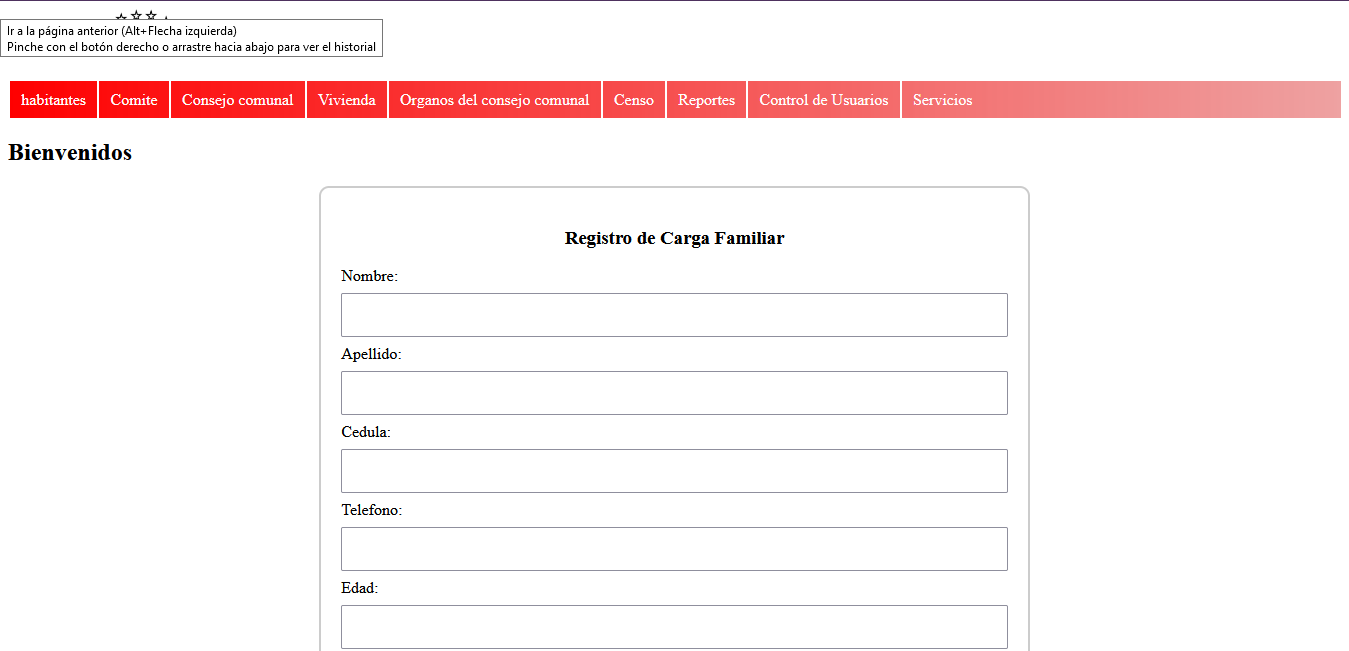 Ir a la página anterior (Alt+Flecha izquierda)
Pinche con el botón derecho o arrastre hacia abajo para ver el historial
habitantes Comite Consejo comunal Vivienda Organos del consejo comunal Censo Reportes Control de Usuarios Servicios
Bienvenidos
Registro de Carga Familiar
Nombre:
Apellido:
Cedula:
Telefono:
Edad: